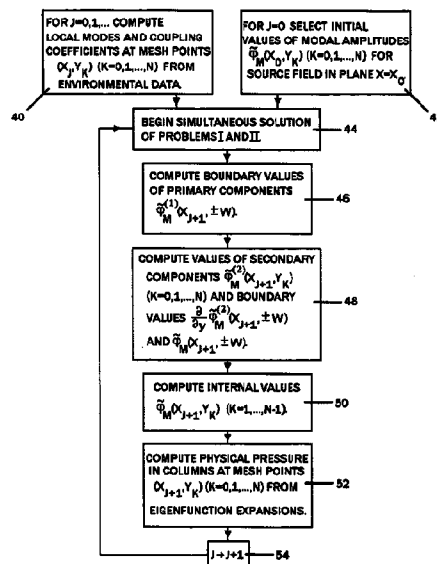 FOR J=0,1,... COMPUTE
LOCAL MODES AND COUPLING
COEFFICIENTS AT MESH POINTS
(X_J,Y_K) (K=0,1,...,N) FROM
ENVIRONMENTAL DATA
40
FOR J=0 SELECT INITIAL
VALUES OF MODAL AMPLITUDES
φ̃_M(X_0,Y_K) (K=0,1,...,N) FOR
SOURCE FIELD IN PLANE X=X_0.
4
BEGIN SIMULTANEOUS SOLUTION
OF PROBLEMS I AND II
44
COMPUTE BOUNDARY VALUES
OF PRIMARY COMPONENTS
φ̃_M^(1)(X_J+1, ±W).
46
COMPUTE VALUES OF SECONDARY
COMPONENTS φ̃_M^(2)(X_J+1,Y_K)
(K=0,1,...,N) AND BOUNDARY
VALUES ∂/∂y φ̃_M^(2)(X_J+1, ±W)
AND φ̃_M(X_J+1, ±W).
48
COMPUTE INTERNAL VALUES
φ̃_M(X_J+1,Y_K) (K=1,...,N-1).
50
COMPUTE PHYSICAL PRESSURE
IN COLUMNS AT MESH POINTS
(X_J+1,Y_K) (K=0,1,...,N) FROM
EIGENFUNCTION EXPANSIONS.
52
J→J+1
54